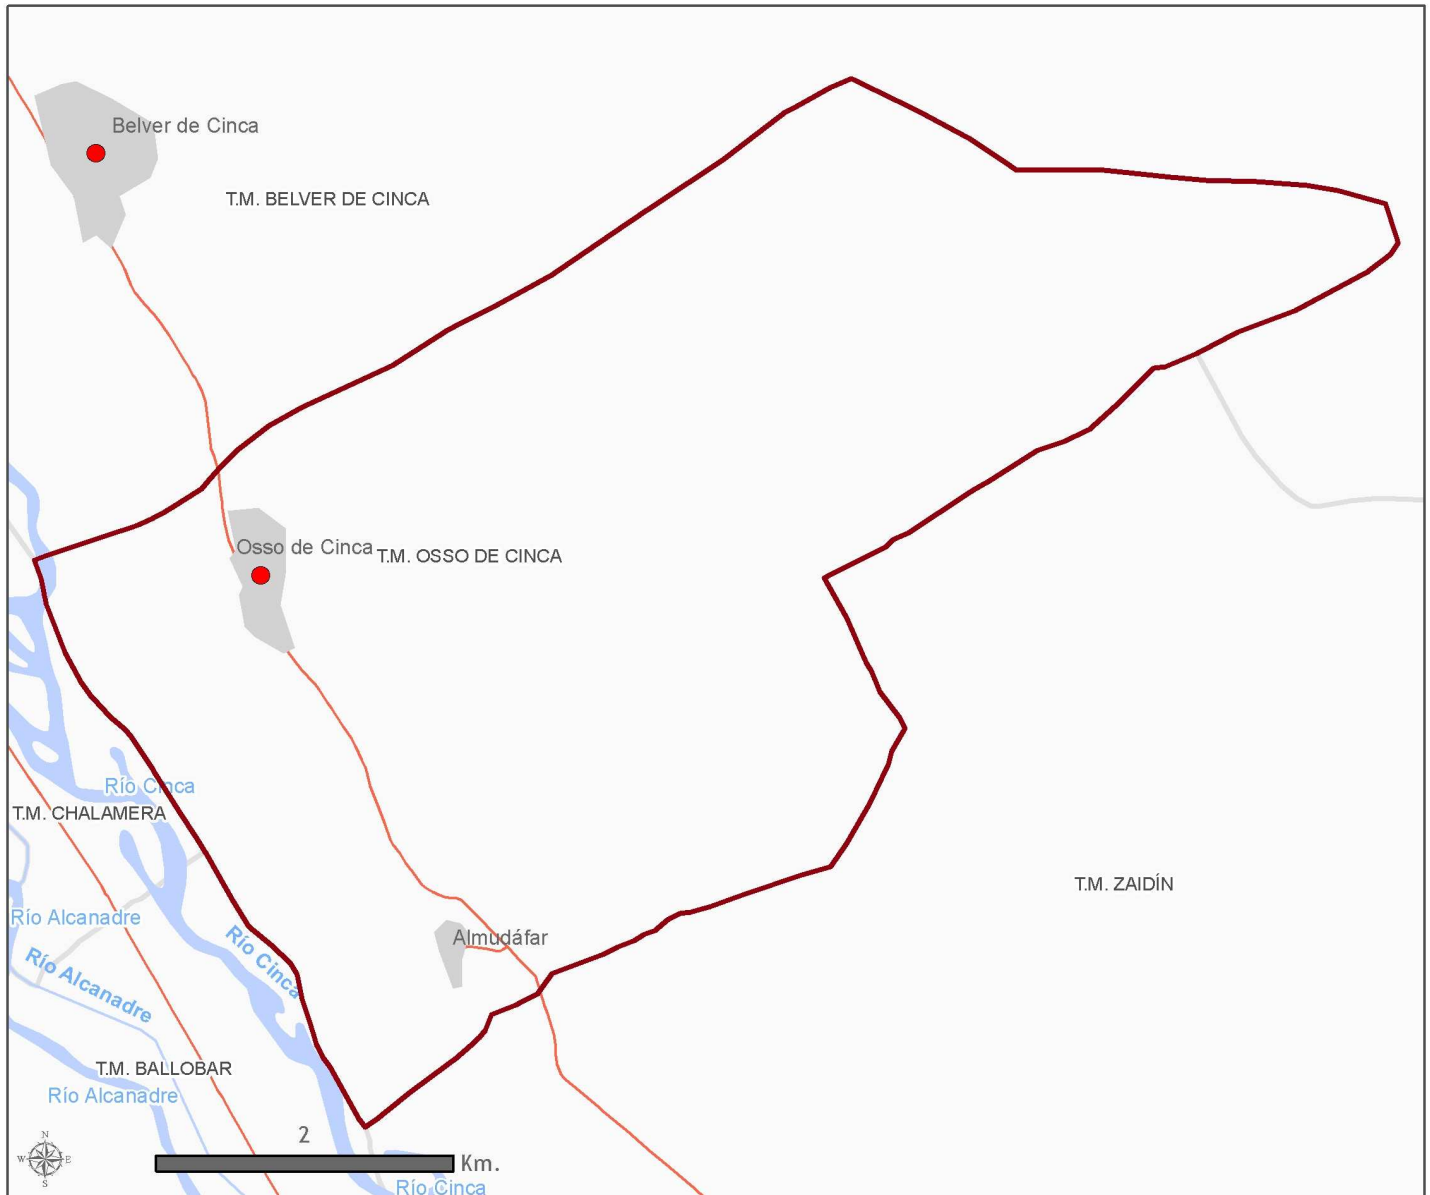 Belver de Cinca
T.M. BELVER DE CINCA
Osso de Cinca
T.M. OSSO DE CINCA
Río Cinca
T.M. CHALAMERA
T.M. ZAIDÍN
Río Alcanadre
Río Cinca
Almudáfar
Río Alcanadre
T.M. BALLOBAR
Río Alcanadre
N
W E
S
2
Km.
Río Cinca